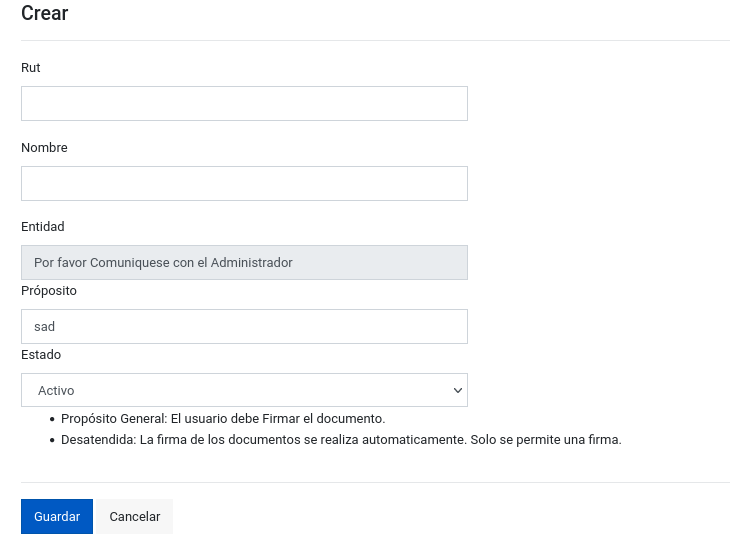 Crear
Rut
Nombre
Entidad
Por favor Comuniquese con el Administrador
Próposito
sad
Estado
Activo
• Propósito General: El usuario debe Firmar el documento.
• Desatendida: La firma de los documentos se realiza automaticamente. Solo se permite una firma.
Guardar Cancelar